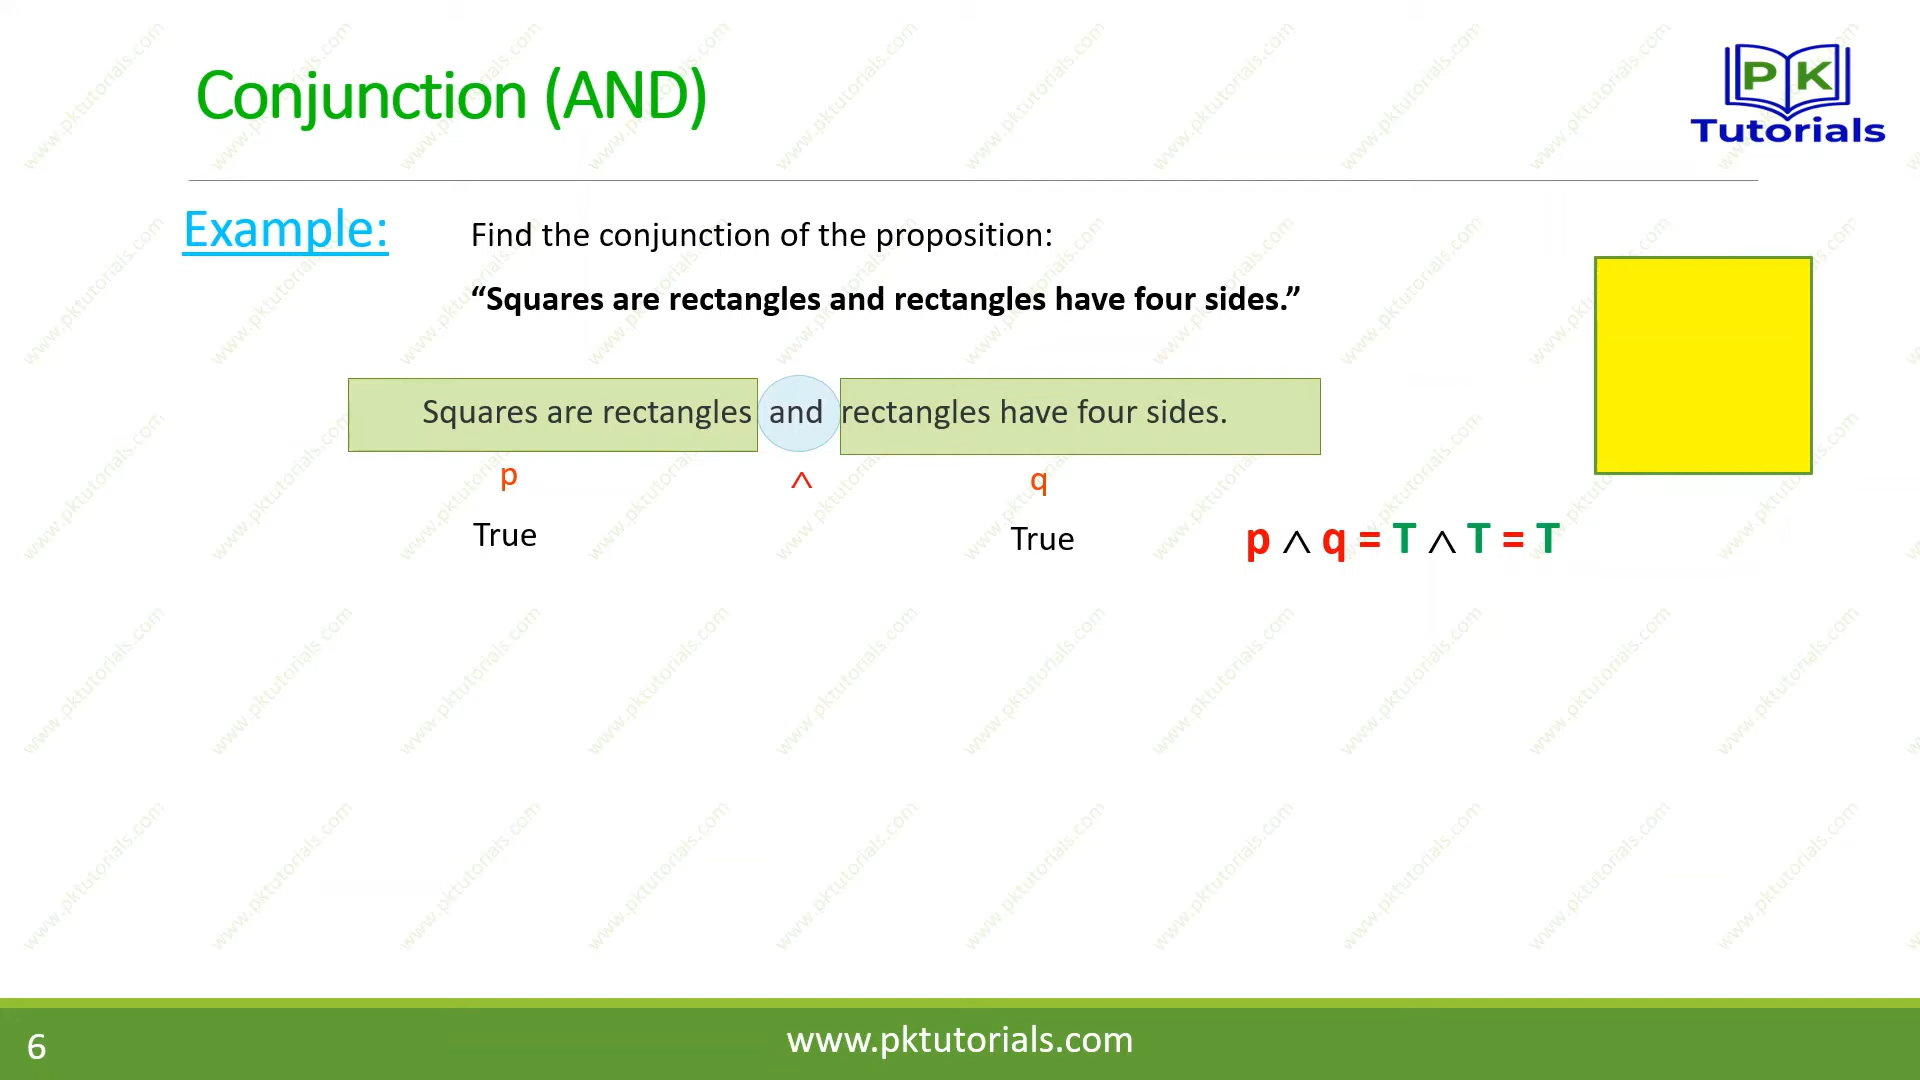 Conjunction (AND)
PK
Tutorials
Example:
Find the conjunction of the proposition:
“Squares are rectangles and rectangles have four sides.”
Squares are rectangles and rectangles have four sides.
p ∧ q
True True
p ∧ q = T ∧ T = T
6
www.pktutorials.com